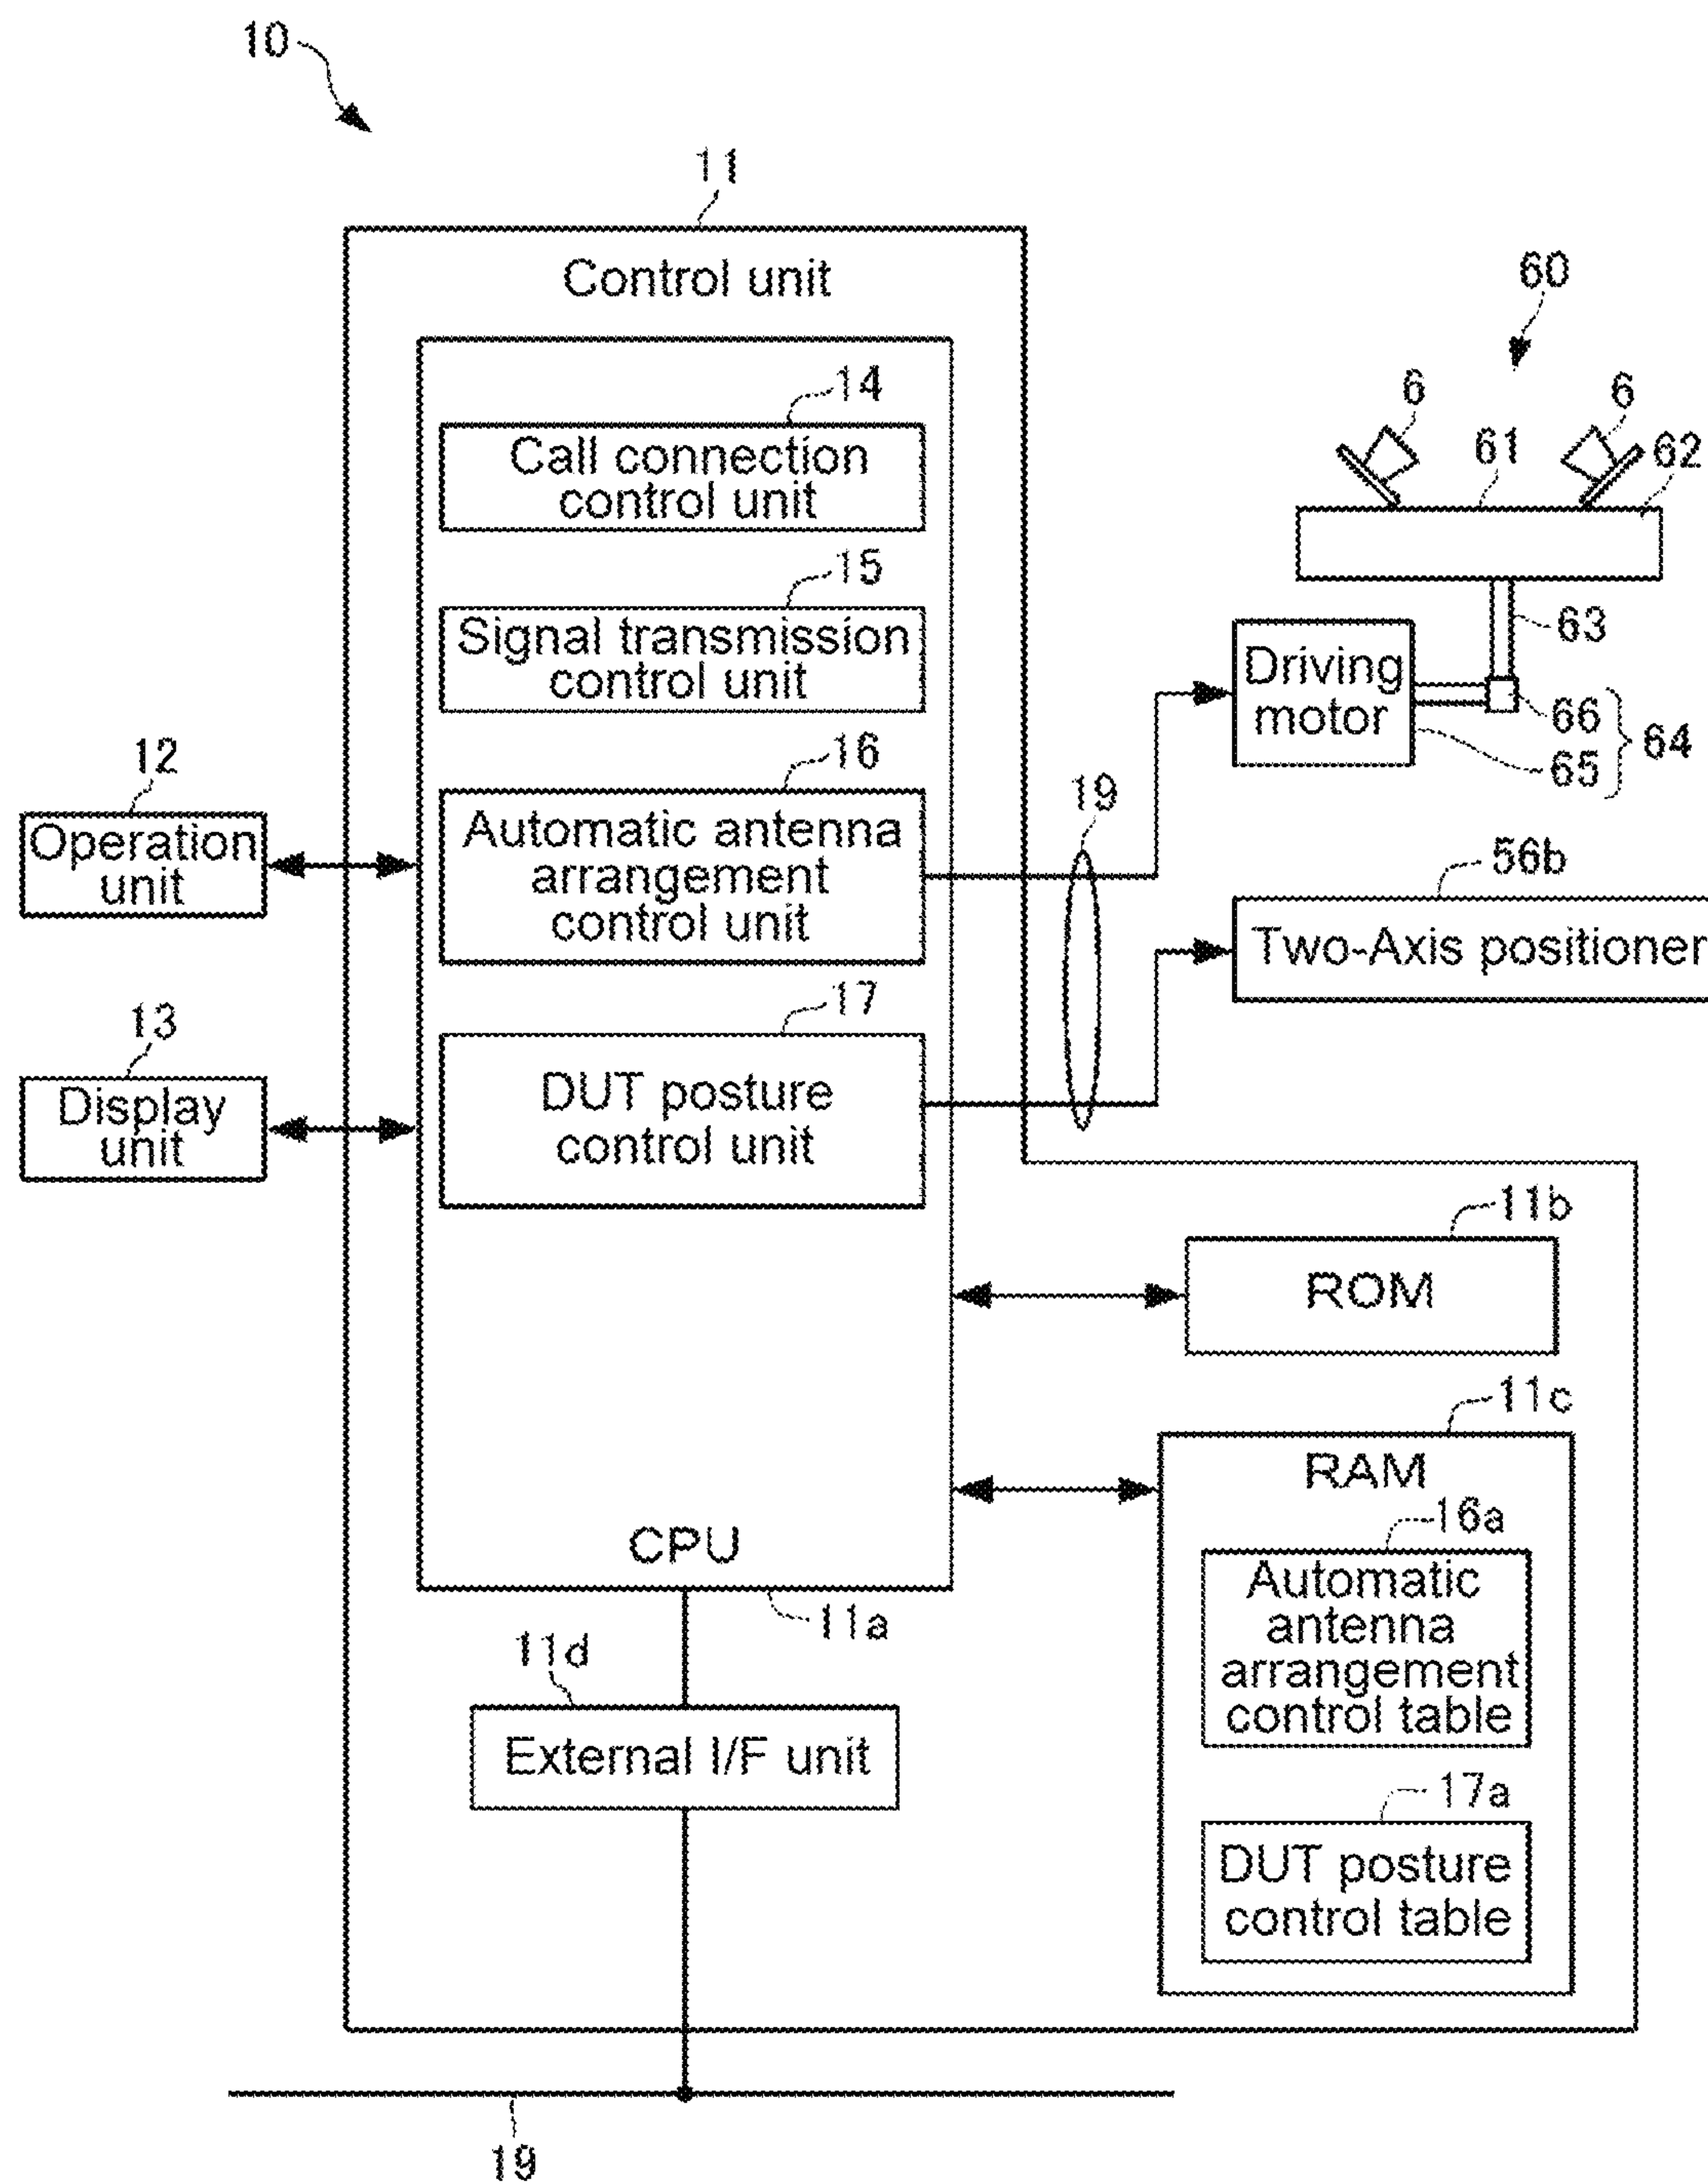 10
11
Control unit
60
14
6
6
Call connection
control unit
61
62
15
Signal transmission
control unit
63
Driving
motor
66
65
64
12
Operation
unit
16
Automatic antenna
arrangement
control unit
19
56b
Two-Axis positioner
13
Display
unit
17
DUT posture
control unit
11b
ROM
11c
RAM
16a
Automatic
antenna
arrangement
control table
CPU
11a
11d
External I/F unit
17a
DUT posture
control table
19